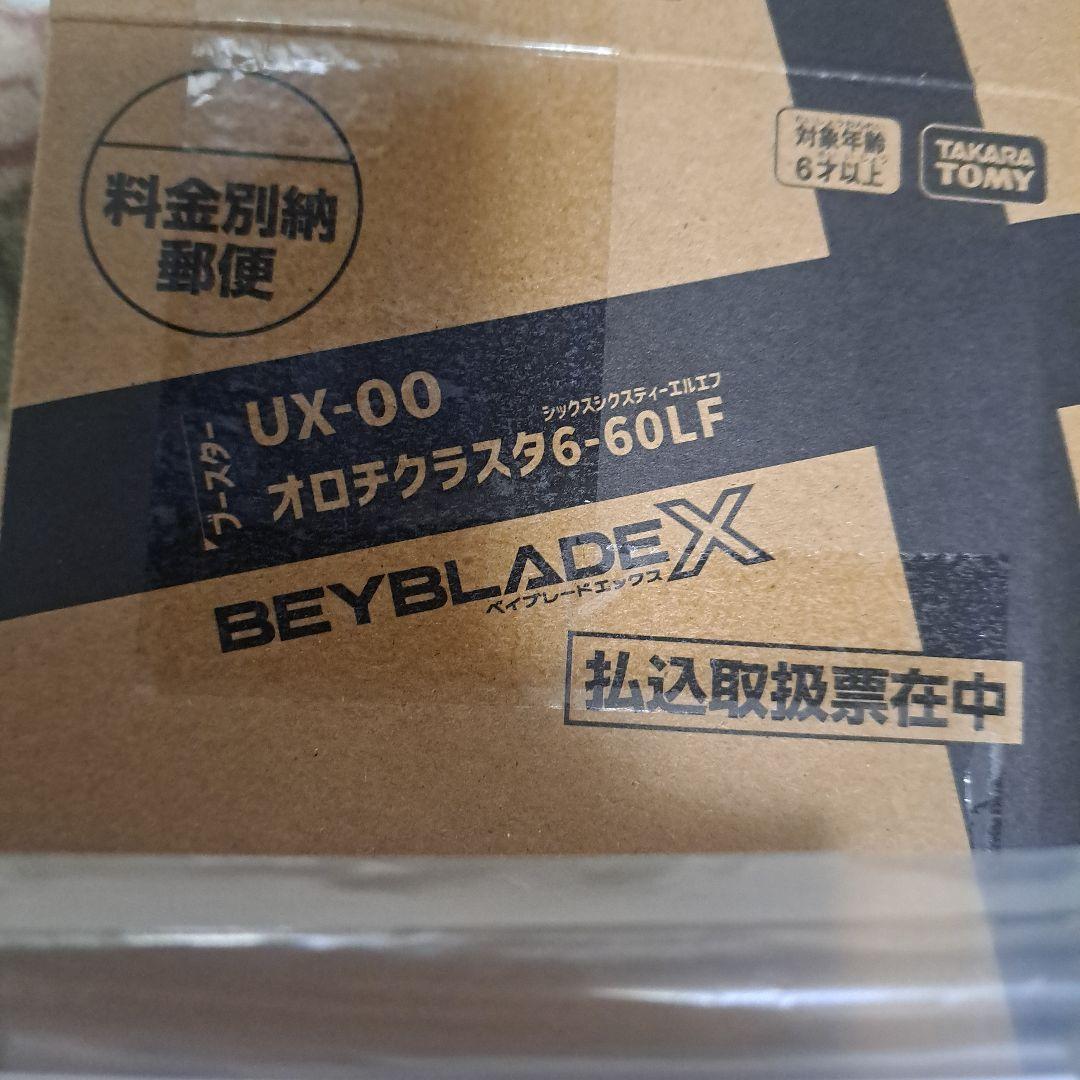 料金別納
郵便
対象年齢
6才以上
TAKARA
TOMY
ブースター
UX-00
シックスシクスティーエルエフ
オロチクラスタ6-60LF
BEYBLADE X
ベイブレードエックス
払込取扱票在中